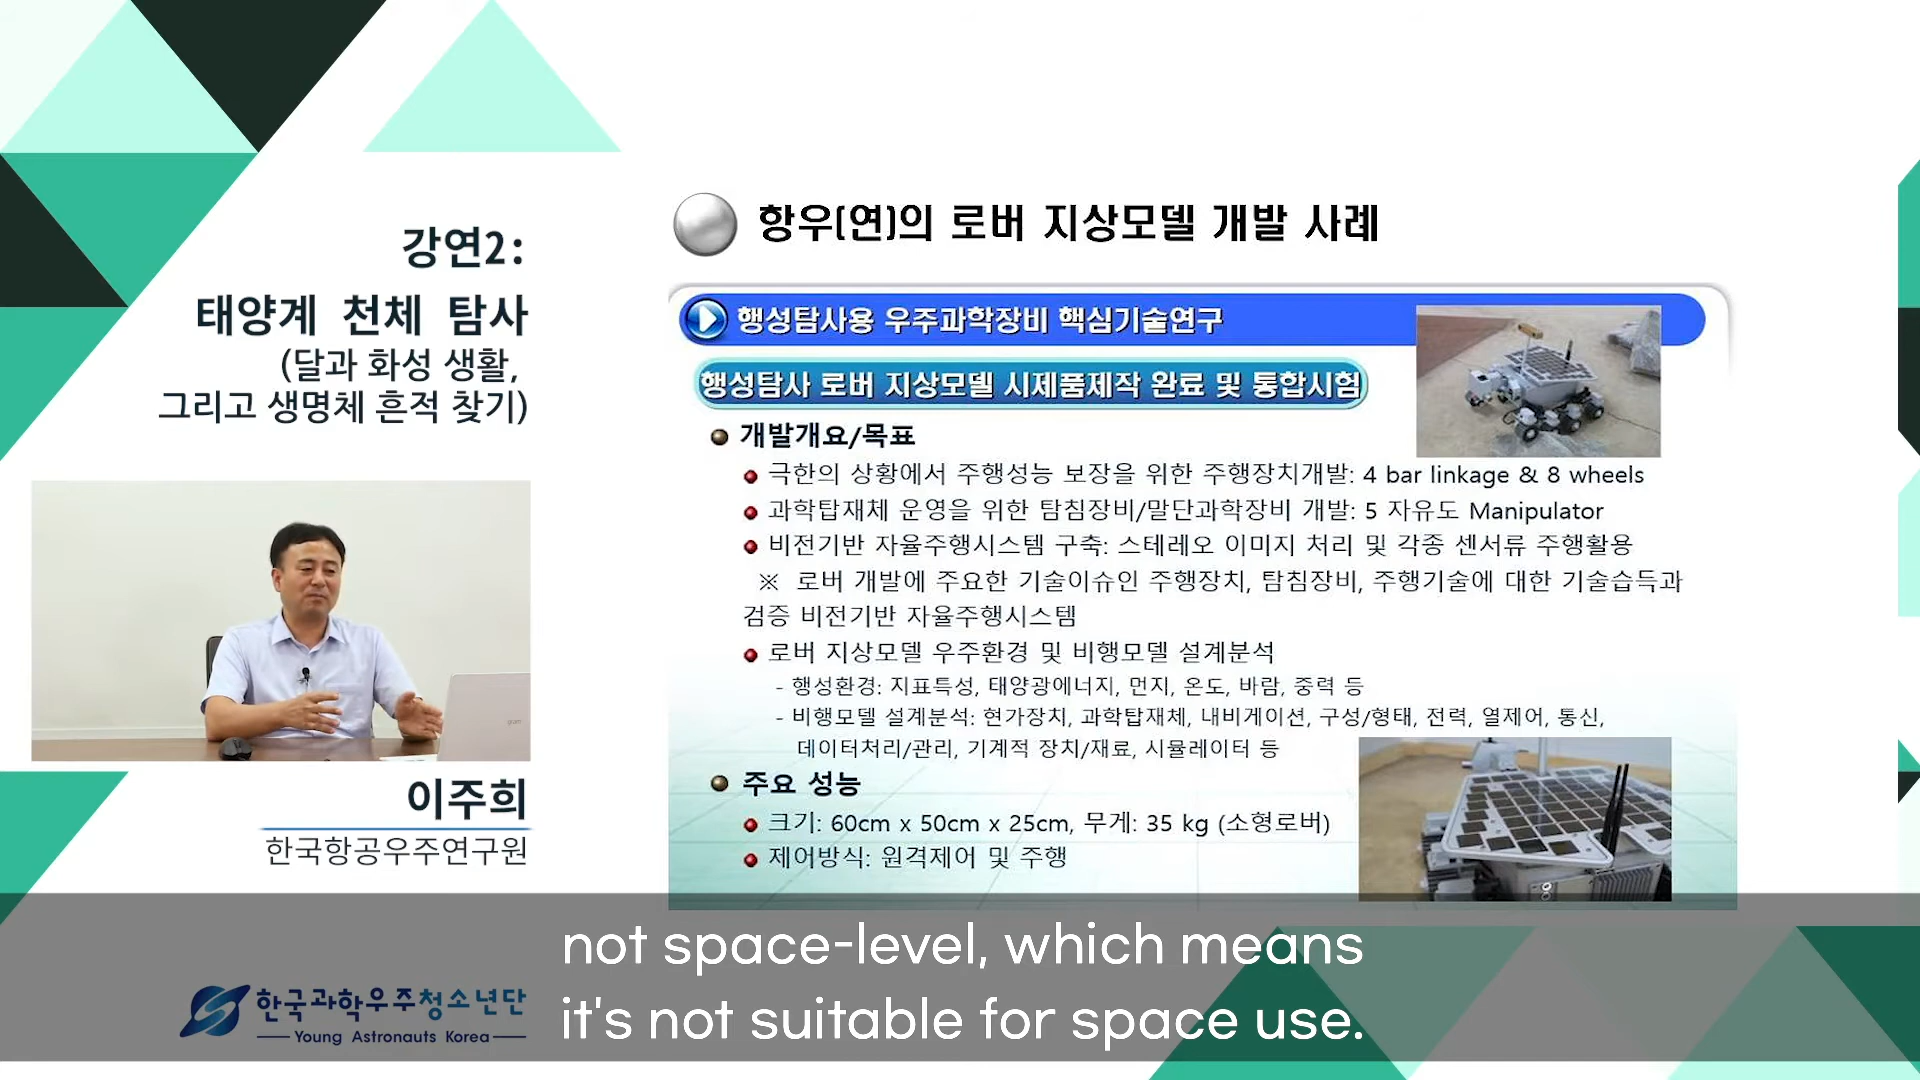 강연2:
태양계 천체 탐사
(달과 화성 생활,
그리고 생명체 흔적 찾기)
이주희
한국항공우주연구원
항우(연)의 로버 지상모델 개발 사례
행성탐사용 우주과학장비 핵심기술연구
행성탐사 로버 지상모델 시제품제작 완료 및 통합시험
개발개요/목표
극한의 상황에서 주행성능 보장을 위한 주행장치개발: 4 bar linkage & 8 wheels
과학탑재체 운영을 위한 탐침장비/말단과학장비 개발: 5 자유도 Manipulator
비전기반 자율주행시스템 구축: 스테레오 이미지 처리 및 각종 센서류 주행활용
※ 로버 개발에 주요한 기술이슈인 주행장치, 탐침장비, 주행기술에 대한 기술습득과
검증 비전기반 자율주행시스템
로버 지상모델 우주환경 및 비행모델 설계분석
- 행성환경: 지표특성, 태양광에너지, 먼지, 온도, 바람, 중력 등
- 비행모델 설계분석: 현가장치, 과학탑재체, 내비게이션, 구성/형태, 전력, 열제어, 통신,
데이터처리/관리, 기계적 장치/재료, 시뮬레이터 등
주요 성능
크기: 60cm x 50cm x 25cm, 무게: 35 kg (소형로버)
제어방식: 원격제어 및 주행
not space-level, which means
it's not suitable for space use.
한국과학우주청소년단
Young Astronauts Korea